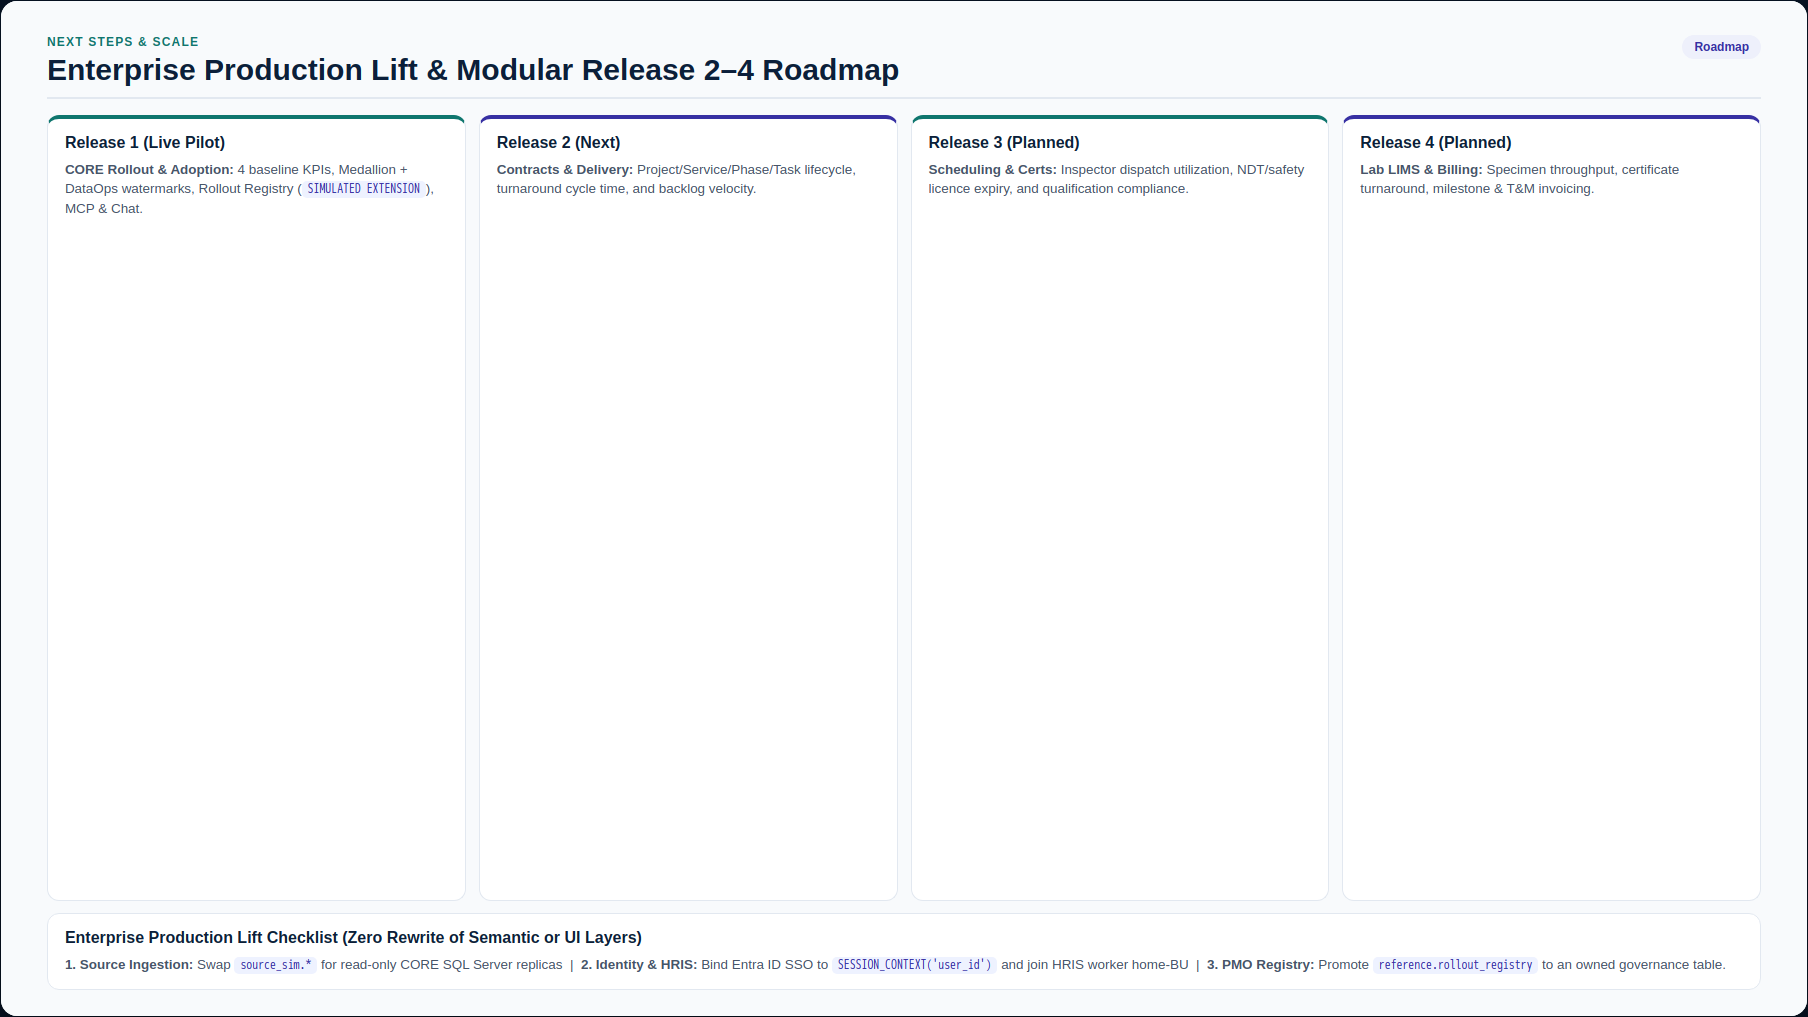 NEXT STEPS & SCALE
Enterprise Production Lift & Modular Release 2–4 Roadmap
Roadmap
Release 1 (Live Pilot)
CORE Rollout & Adoption: 4 baseline KPIs, Medallion +
DataOps watermarks, Rollout Registry ( SIMULATED EXTENSION ),
MCP & Chat.
Release 2 (Next)
Contracts & Delivery: Project/Service/Phase/Task lifecycle,
turnaround cycle time, and backlog velocity.
Release 3 (Planned)
Scheduling & Certs: Inspector dispatch utilization, NDT/safety
licence expiry, and qualification compliance.
Release 4 (Planned)
Lab LIMS & Billing: Specimen throughput, certificate
turnaround, milestone & T&M invoicing.
Enterprise Production Lift Checklist (Zero Rewrite of Semantic or UI Layers)
1. Source Ingestion: Swap source_sim.* for read-only CORE SQL Server replicas | 2. Identity & HRIS: Bind Entra ID SSO to SESSION_CONTEXT('user_id') and join HRIS worker home-BU | 3. PMO Registry: Promote reference.rollout_registry to an owned governance table.